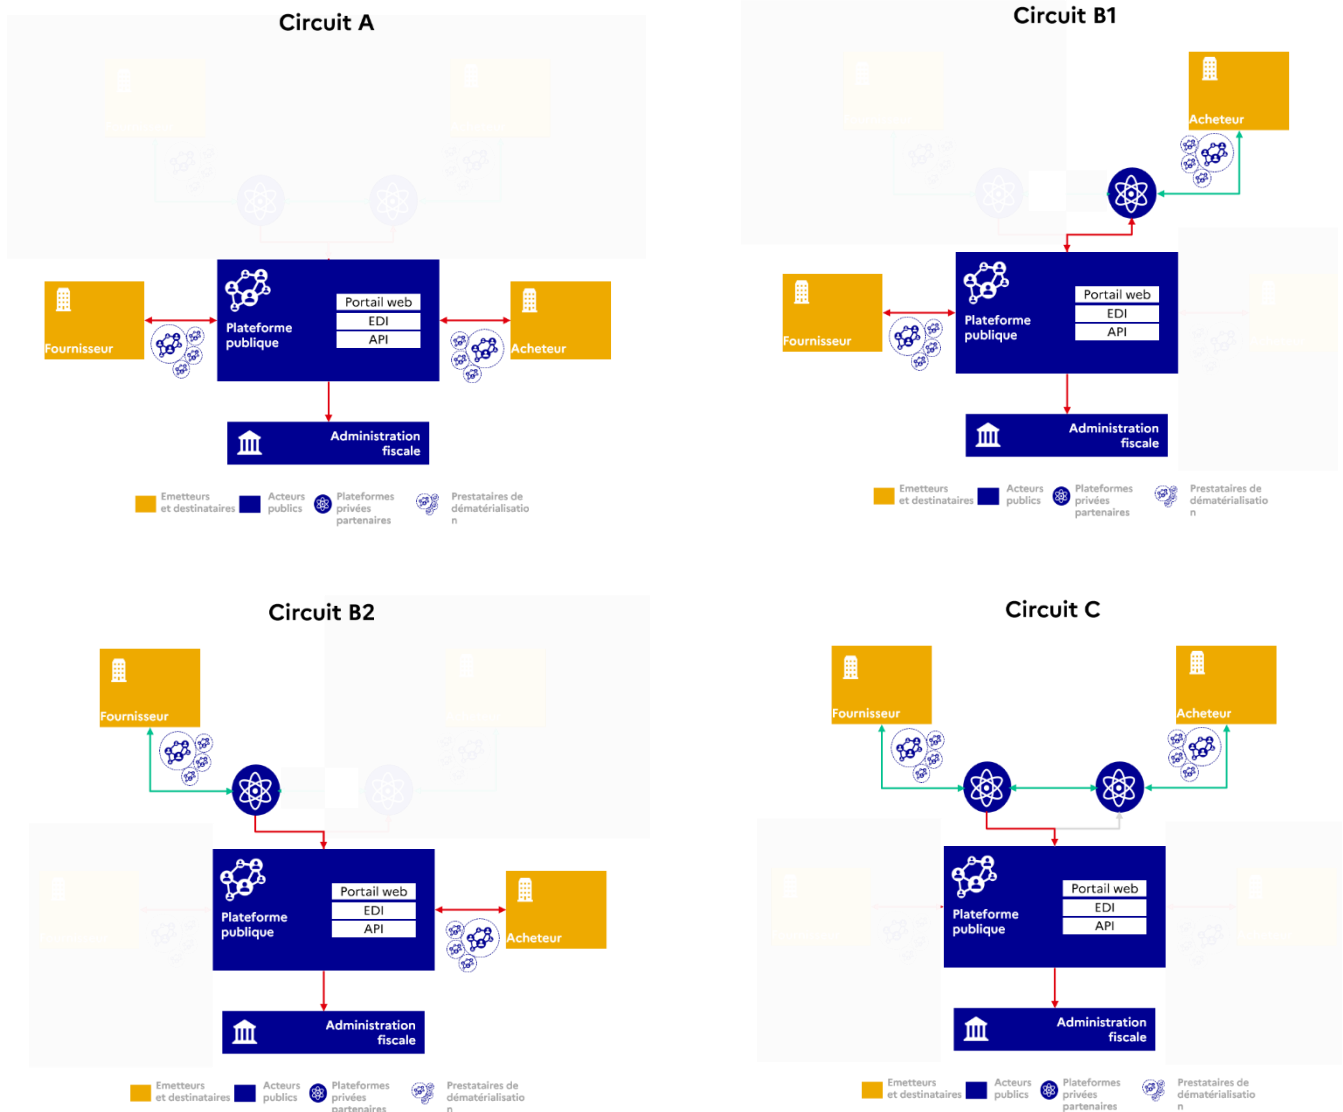 Circuit A
Fournisseur
Plateforme
publique
Portail web
EDI
API
Acheteur
Administration
fiscale
Emetteurs
et destinataires
Acteurs
publics
Plateformes
privées
partenaires
Prestataires de
dématérialisatio
n
Circuit B1
Acheteur
Fournisseur
Plateforme
publique
Portail web
EDI
API
Administration
fiscale
Emetteurs
et destinataires
Acteurs
publics
Plateformes
privées
partenaires
Prestataires de
dématérialisatio
n
Circuit B2
Fournisseur
Plateforme
publique
Portail web
EDI
API
Acheteur
Administration
fiscale
Emetteurs
et destinataires
Acteurs
publics
Plateformes
privées
partenaires
Prestataires de
dématérialisatio
n
Circuit C
Fournisseur
Acheteur
Plateforme
publique
Portail web
EDI
API
Administration
fiscale
Emetteurs
et destinataires
Acteurs
publics
Plateformes
privées
partenaires
Prestataires de
dématérialisatio
n